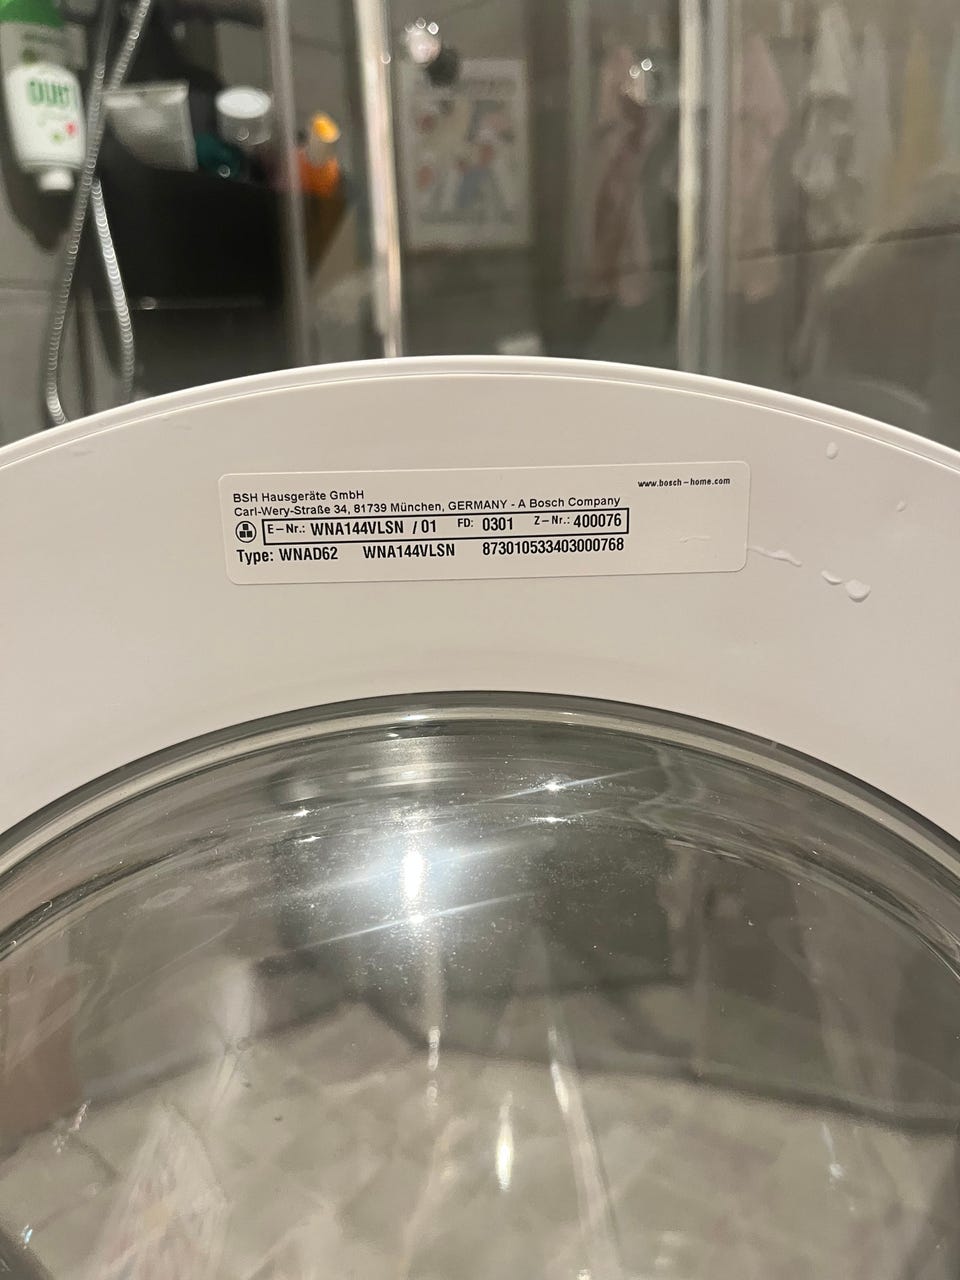 www.bosch-home.com
BSH Hausgeräte GmbH
Carl-Wery-Straße 34, 81739 München, GERMANY - A Bosch Company
E-Nr.: WNA144VLSN / 01 FD: 0301 Z-Nr.: 400076
Type: WNAD62 WNA144VLSN 873010533403000768